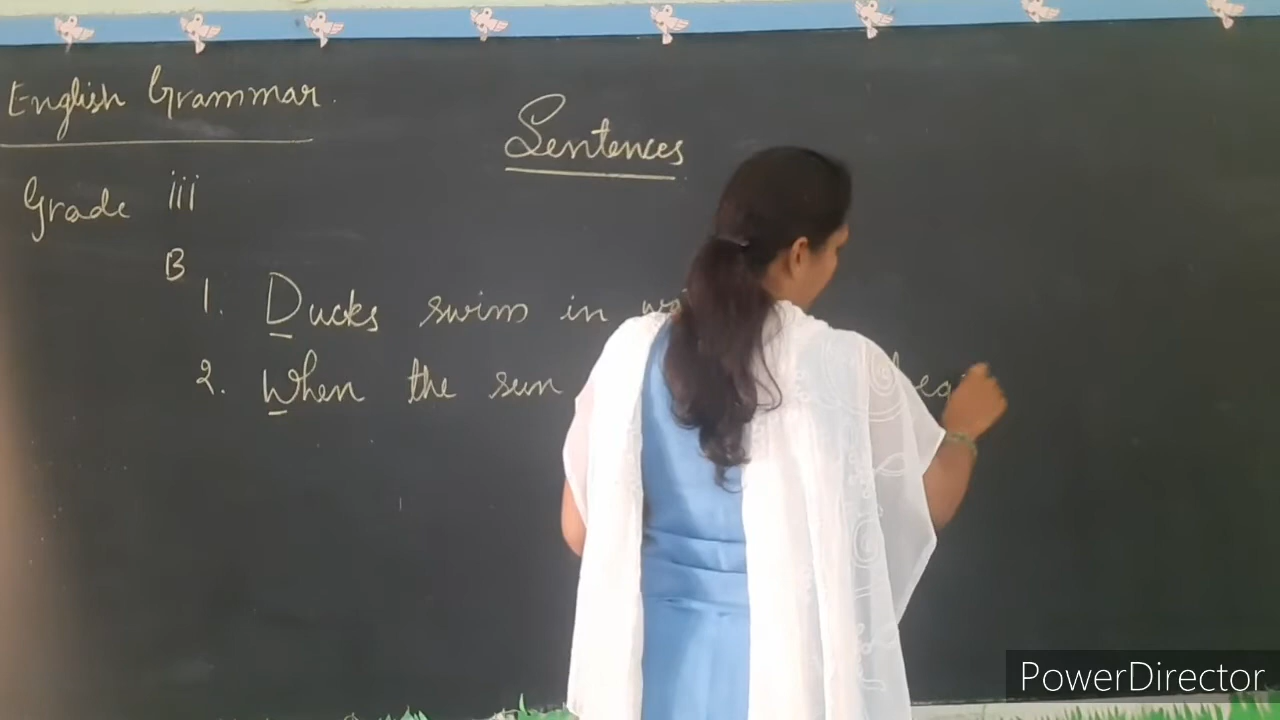 English Grammar.
Sentences
Grade iii
B
1. Ducks swim in
2. When the sun
PowerDirector